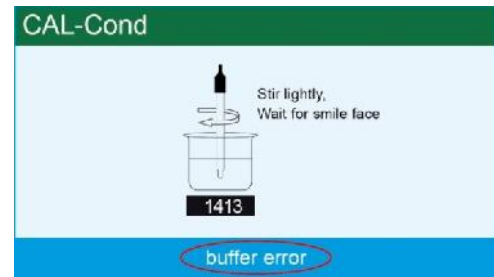 CAL-Cond
Stir lightly,
Wait for smile face
1413
buffer error